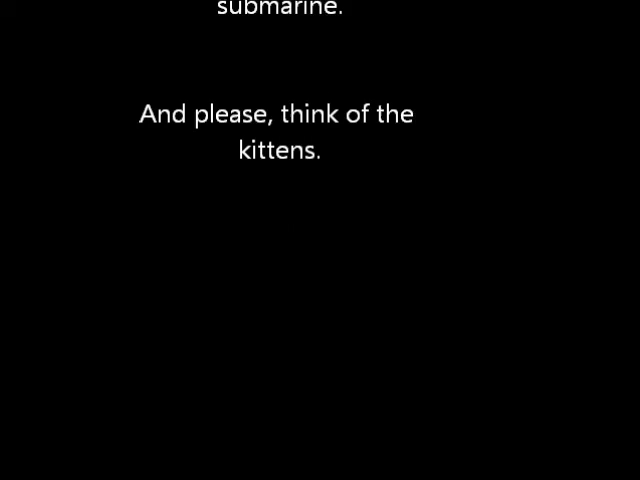 submarine.
And please, think of the
kittens.